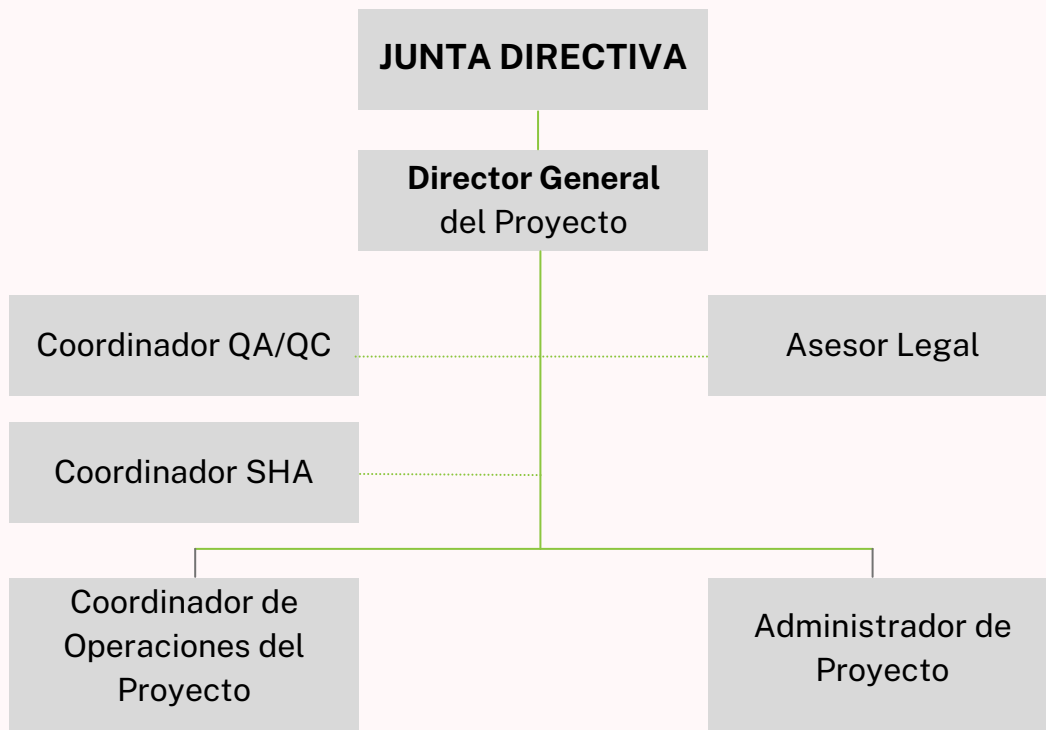 JUNTA DIRECTIVA
Director General
del Proyecto
Coordinador QA/QC
Asesor Legal
Coordinador SHA
Coordinador de
Operaciones del
Proyecto
Administrador de
Proyecto